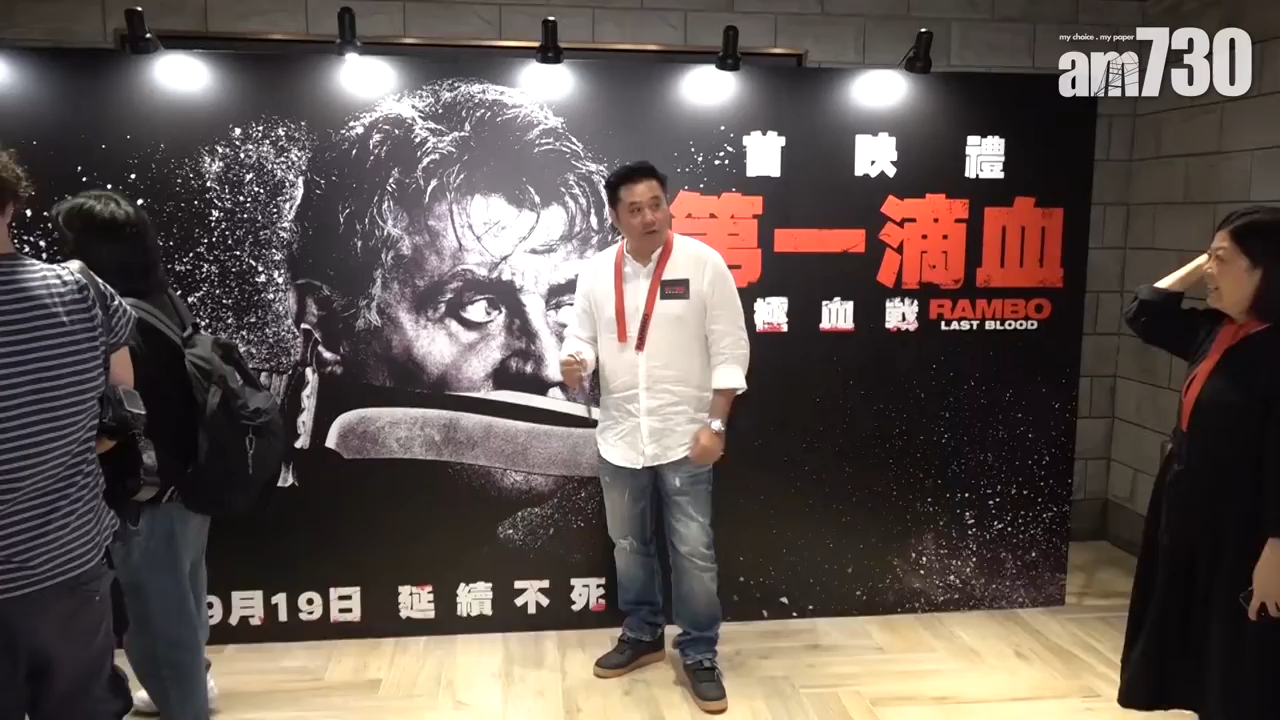 my choice . my paper
am730
首映禮
第一滴血
極血戰
RAMBO
LAST BLOOD
9月19日 延續不死